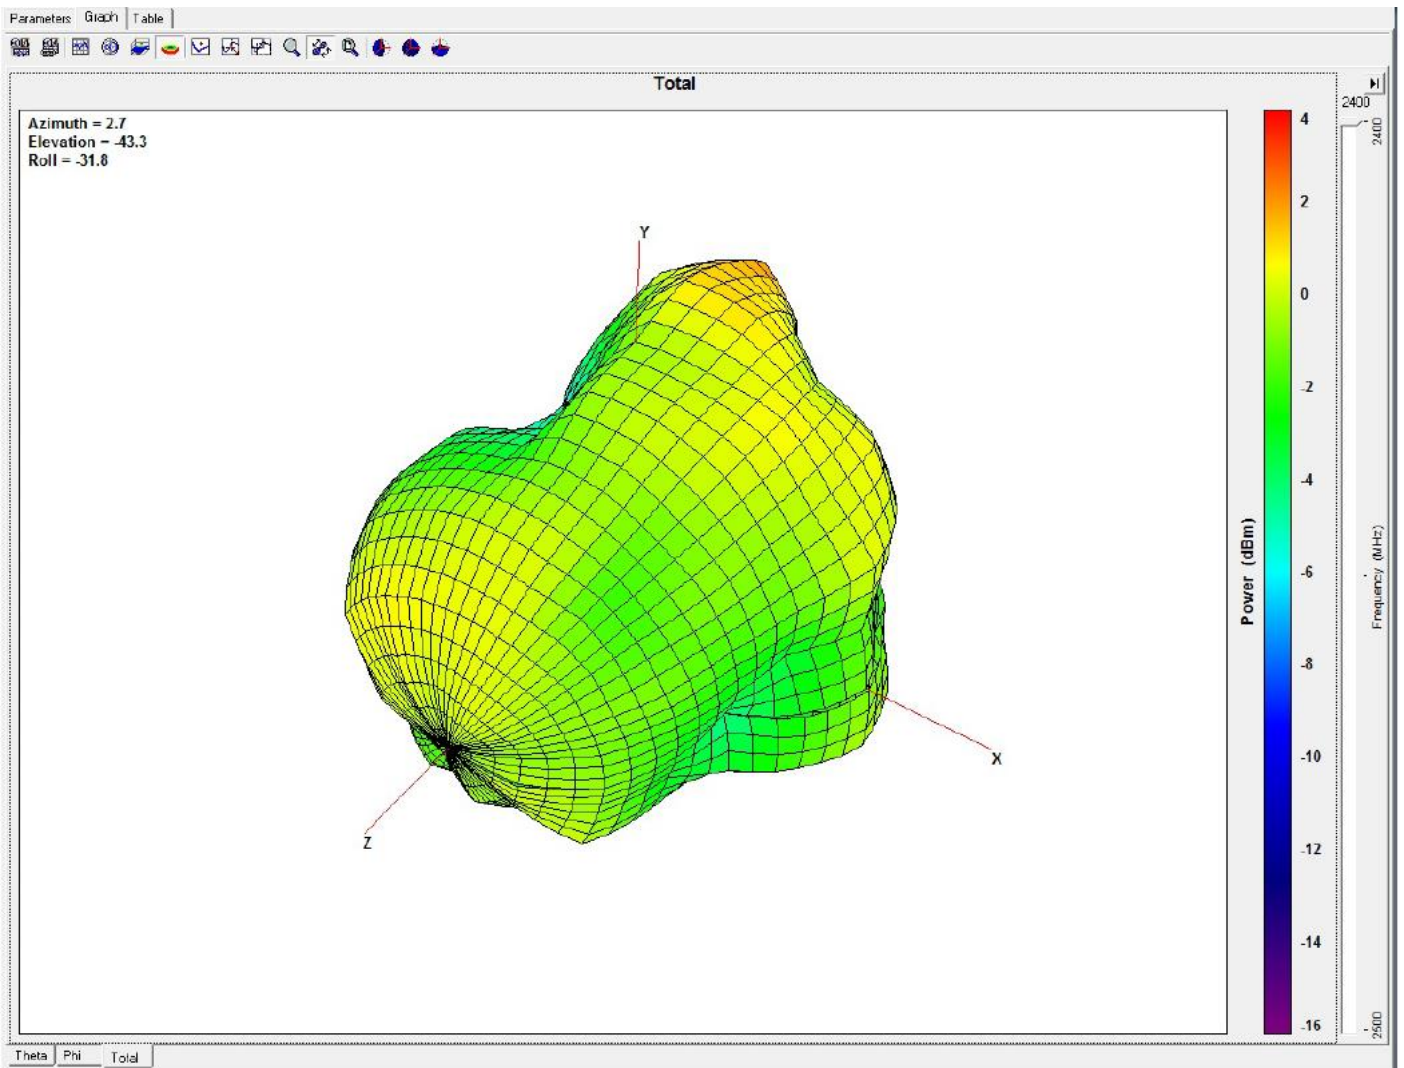 Parameters Graph Table
Total
Azimuth = 2.7
Elevation = -43.3
Roll = -31.8
Y
X
Z
4
2
0
-2
-4
-6
-8
-10
-12
-14
-16
Power (dBm)
2400
2400
Frequency (MHz)
2500
Theta Phi Total